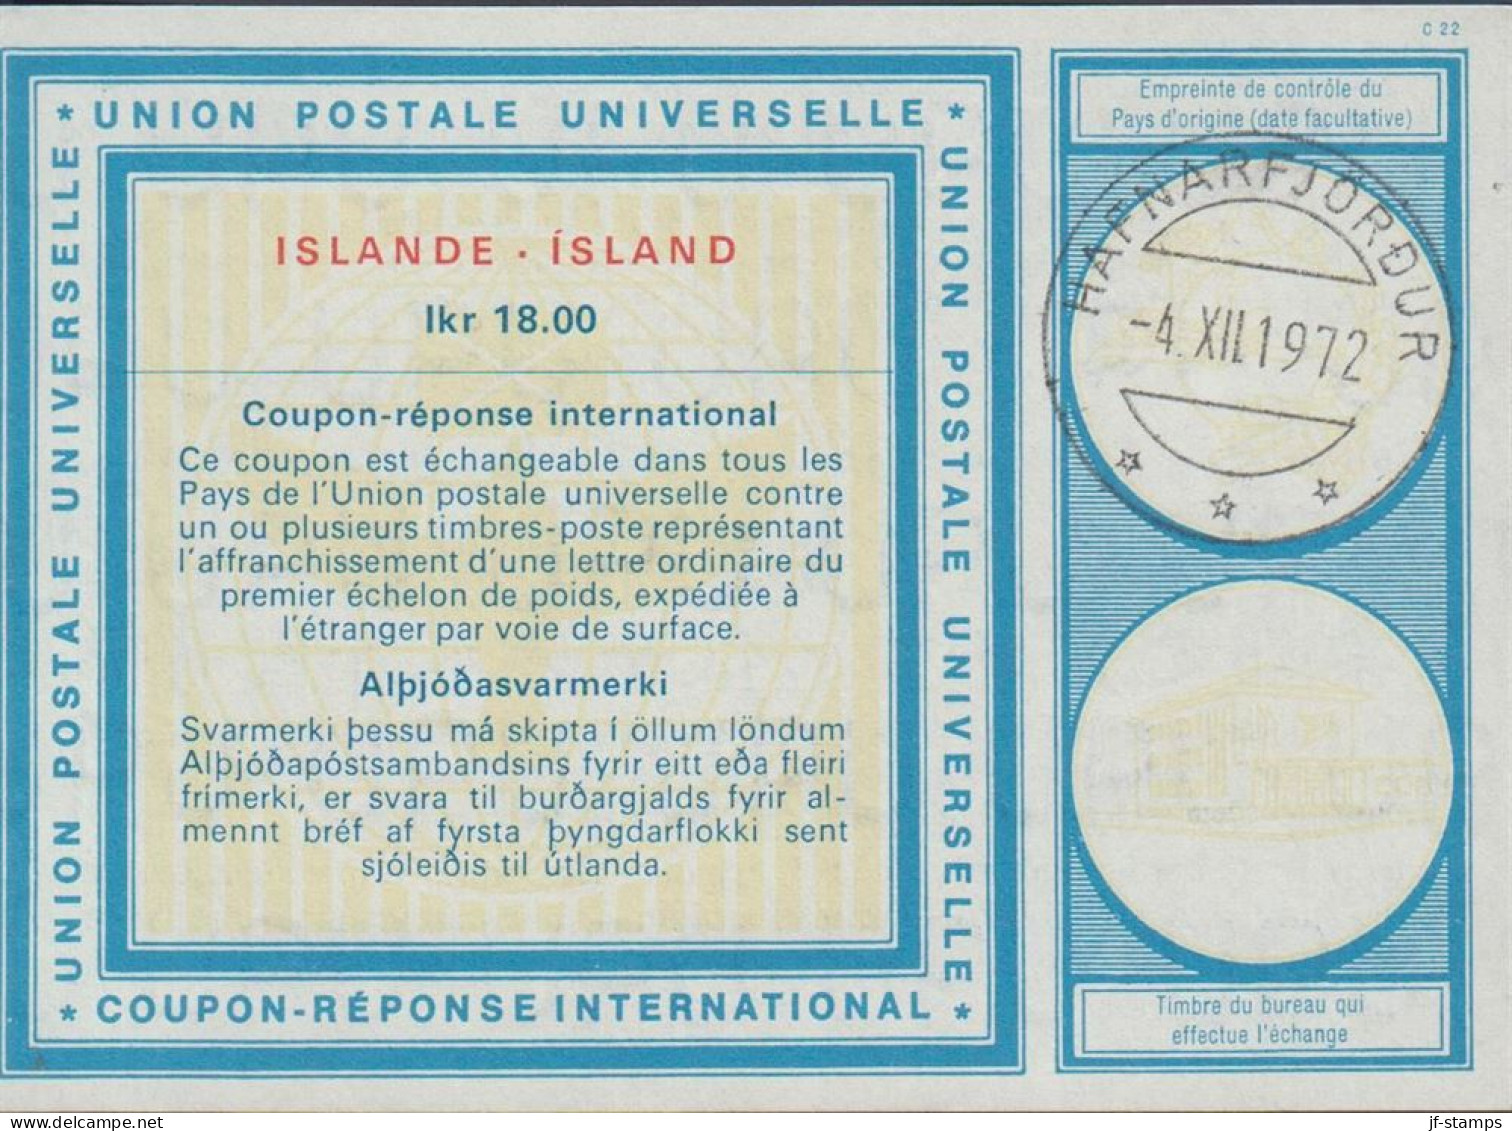 C 22
* UNION POSTALE UNIVERSELLE *
UNION POSTALE UNIVERSELLE
UNION POSTALE UNIVERSELLE
ISLANDE · ÍSLAND
Ikr 18.00
Coupon-réponse international
Ce coupon est échangeable dans tous les
Pays de l'Union postale universelle contre
un ou plusieurs timbres-poste représentant
l'affranchissement d'une lettre ordinaire du
premier échelon de poids, expédiée à
l'étranger par voie de surface.
Alþjóðasvarmerki
Svarmerki þessu má skipta í öllum löndum
Alþjóðapóstsambandsins fyrir eitt eða fleiri
frímerki, er svara til burðargjalds fyrir al-
mennt bréf af fyrsta þyngdarflokki sent
sjóleiðis til útlanda.
* COUPON-RÉPONSE INTERNATIONAL *
A
Empreinte de contrôle du
Pays d'origine (date facultative)
HAFNARFJÖRÐUR
-4.XII.1972
Timbre du bureau qui
effectue l'échange
jf-stamps